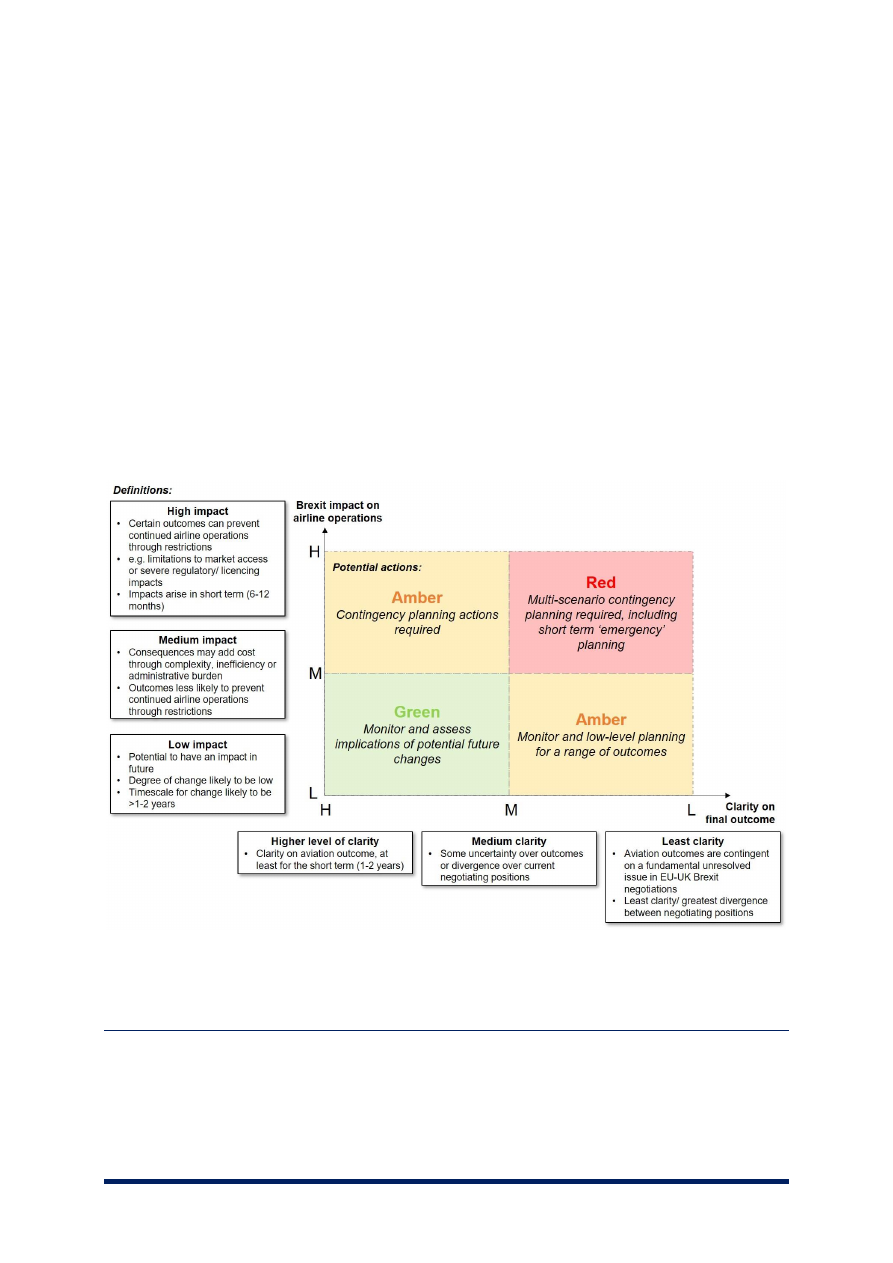 Definitions:
High impact
• Certain outcomes can prevent
continued airline operations
through restrictions
• e.g. limitations to market access
or severe regulatory/ licencing
impacts
• Impacts arise in short term (6-12
months)
Medium impact
• Consequences may add cost
through complexity, inefficiency or
administrative burden
• Outcomes less likely to prevent
continued airline operations
through restrictions
Low impact
• Potential to have an impact in
future
• Degree of change likely to be low
• Timescale for change likely to be
>1-2 years
Brexit impact on
airline operations
H
M
L
Potential actions:
Amber
Contingency planning actions
required
Red
Multi-scenario contingency
planning required, including
short term ‘emergency’
planning
Green
Monitor and assess
implications of potential future
changes
Amber
Monitor and low-level planning
for a range of outcomes
H
M
L
Clarity on
final outcome
Higher level of clarity
• Clarity on aviation outcome, at
least for the short term (1-2 years)
Medium clarity
• Some uncertainty over outcomes
or divergence over current
negotiating positions
Least clarity
• Aviation outcomes are contingent
on a fundamental unresolved
issue in EU-UK Brexit
negotiations
• Least clarity/ greatest divergence
between negotiating positions